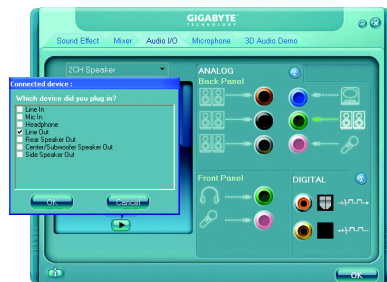 GIGABYTE
TECHNOLOGY
Sound Effect Mixer Audio I/O Microphone 3D Audio Demo
2CH Speaker
ANALOG
Back Panel
Connected device :
Which device did you plug in?
Line In
Mic In
Headphone
Line Out
Rear Speaker Out
Center/Subwoofer Speaker Out
Side Speaker Out
OK Cancel
Front Panel
DIGITAL
OK